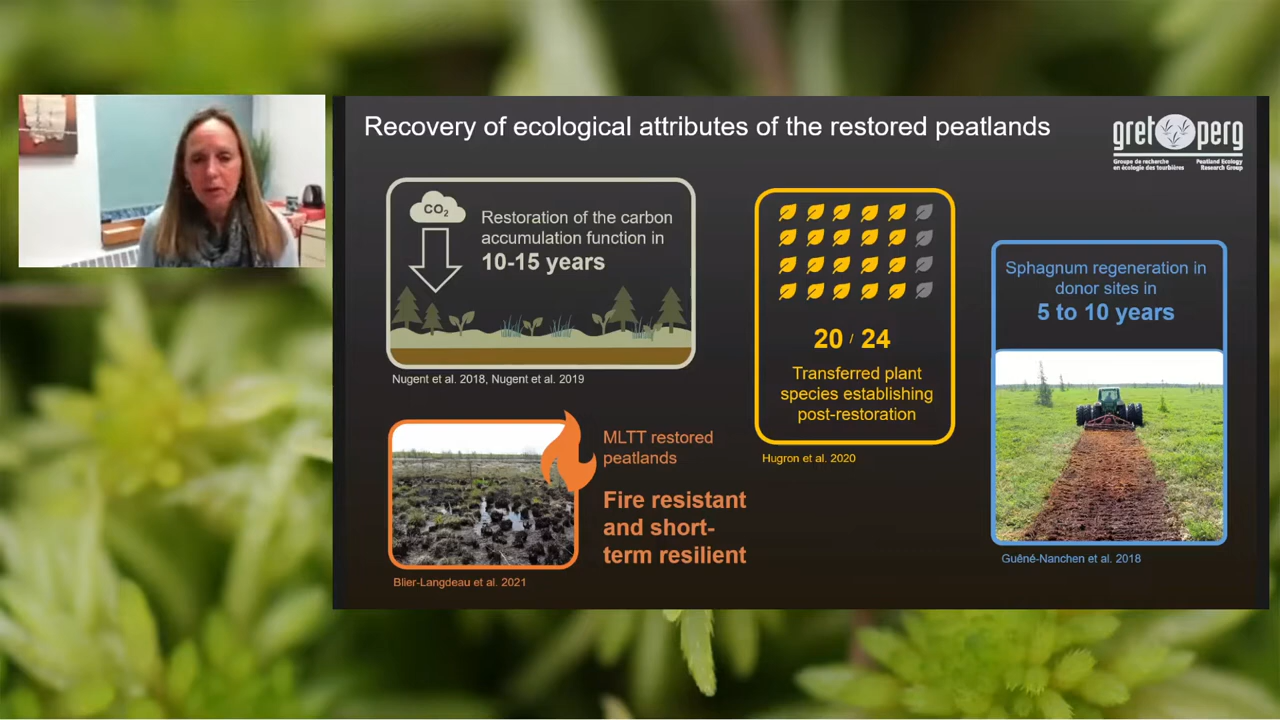 Recovery of ecological attributes of the restored peatlands
gret perg
Groupe de recherche
en écologie des tourbières
Peatland Ecology
Research Group
CO2
Restoration of the carbon
accumulation function in
10-15 years
Nugent et al. 2018, Nugent et al. 2019
MLTT restored
peatlands
Fire resistant
and short-
term resilient
Blier-Langdeau et al. 2021
20 / 24
Transferred plant
species establishing
post-restoration
Hugron et al. 2020
Sphagnum regeneration in
donor sites in
5 to 10 years
Guêné-Nanchen et al. 2018